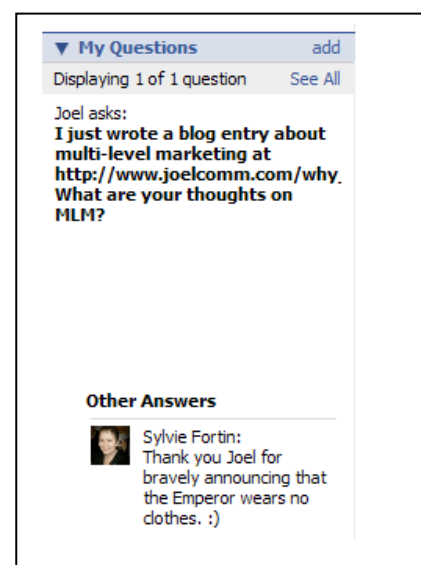 ▼ My Questions add
Displaying 1 of 1 question See All
Joel asks:
I just wrote a blog entry about
multi-level marketing at
http://www.joelcomm.com/why_
What are your thoughts on
MLM?
Other Answers
Sylvie Fortin:
Thank you Joel for
bravely announcing that
the Emperor wears no
clothes. :)